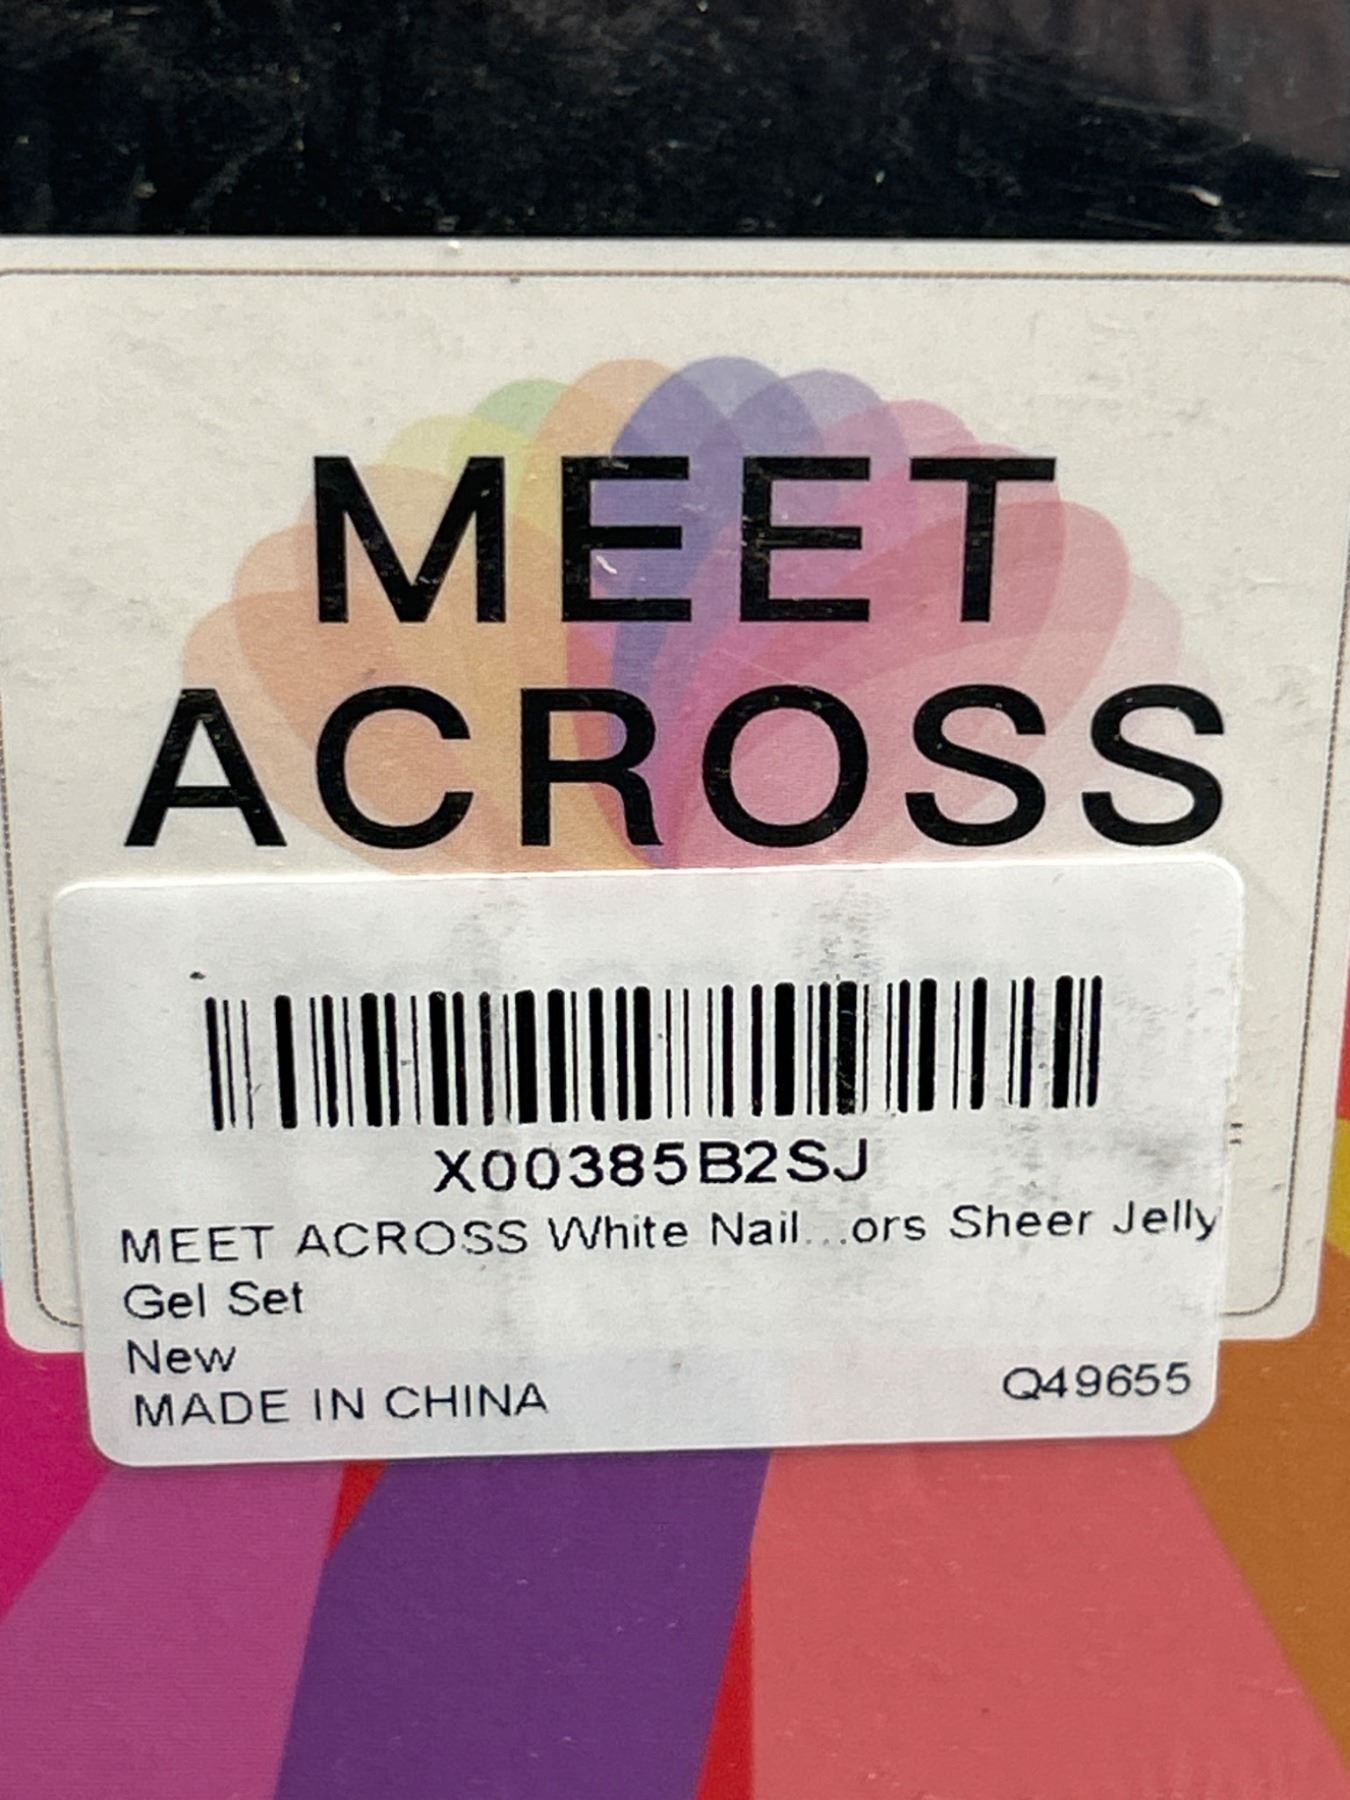 MEET
ACROSS
X00385B2SJ
MEET ACROSS White Nail...ors Sheer Jelly
Gel Set
New
MADE IN CHINA
Q49655